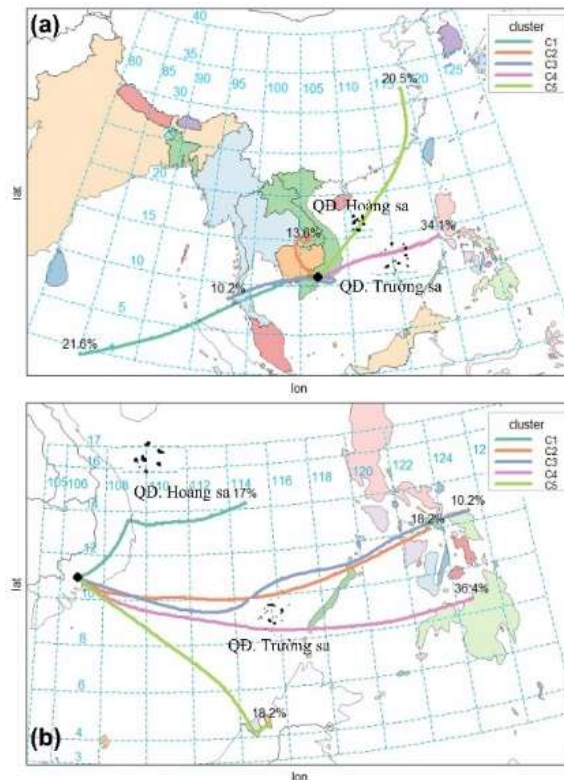 (a)
cluster
C1
C2
C3
C4
C5
40
35
30
25
20
15
10
5
80
85
90
95
100
105
110
115
120
125
20.5%
QĐ. Hoàng sa
13.6%
34.1%
10.2%
QĐ. Trường sa
21.6%
lat
lon
cluster
C1
C2
C3
C4
C5
17
16
105
106
108
110
112
114
116
118
120
122
124
12
QĐ. Hoàng sa
17%
10.2%
18.2%
14
12
10
36.4%
QĐ. Trường sa
8
6
18.2%
4
3
lat
(b)
lon